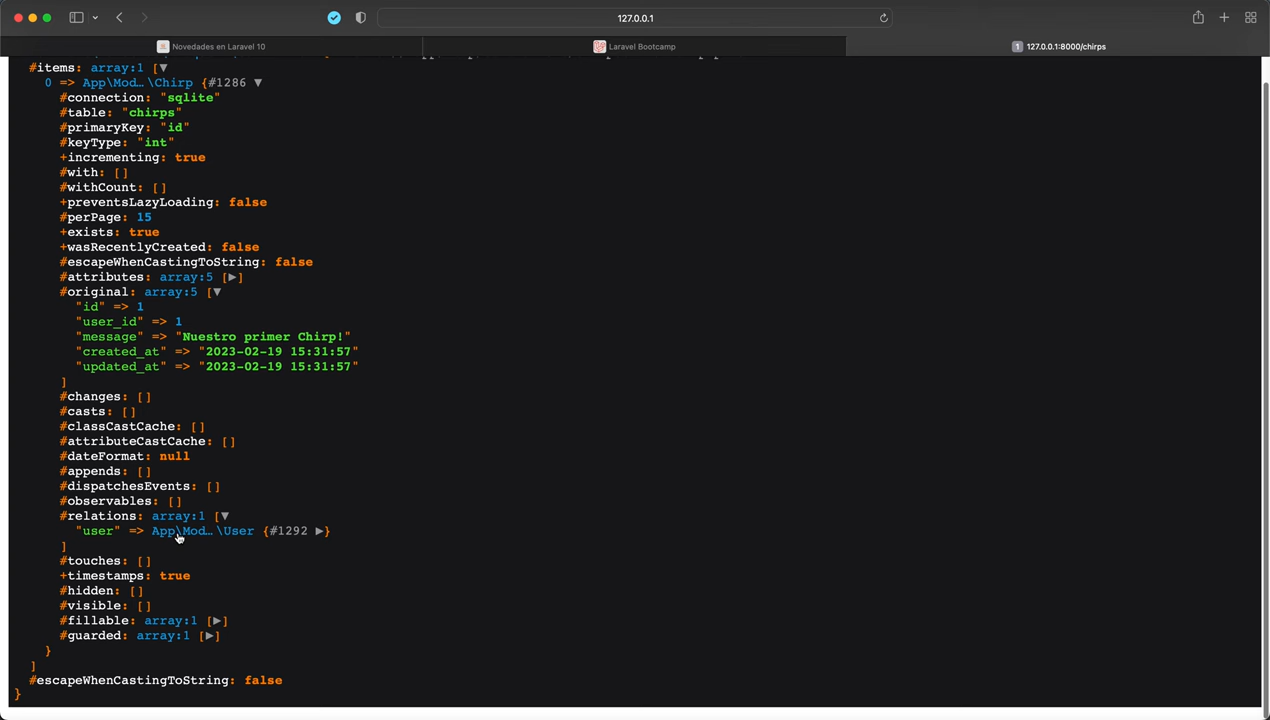 127.0.0.1
Novedades en Laravel 10
Laravel Bootcamp
1 127.0.0.1:8000/chirps
#items: array:1 [▼
0 => App\Mod…\Chirp {#1286 ▼
#connection: "sqlite"
#table: "chirps"
#primaryKey: "id"
#keyType: "int"
+incrementing: true
#with: []
#withCount: []
+preventsLazyLoading: false
#perPage: 15
+exists: true
+wasRecentlyCreated: false
#escapeWhenCastingToString: false
#attributes: array:5 [▶]
#original: array:5 [▼
"id" => 1
"user_id" => 1
"message" => "Nuestro primer Chirp!"
"created_at" => "2023-02-19 15:31:57"
"updated_at" => "2023-02-19 15:31:57"
]
#changes: []
#casts: []
#classCastCache: []
#attributeCastCache: []
#dateFormat: null
#appends: []
#dispatchesEvents: []
#observables: []
#relations: array:1 [▼
"user" => App\Mod…\User {#1292 ▶}
]
#touches: []
+timestamps: true
#hidden: []
#visible: []
#fillable: array:1 [▶]
#guarded: array:1 [▶]
}
]
#escapeWhenCastingToString: false
}